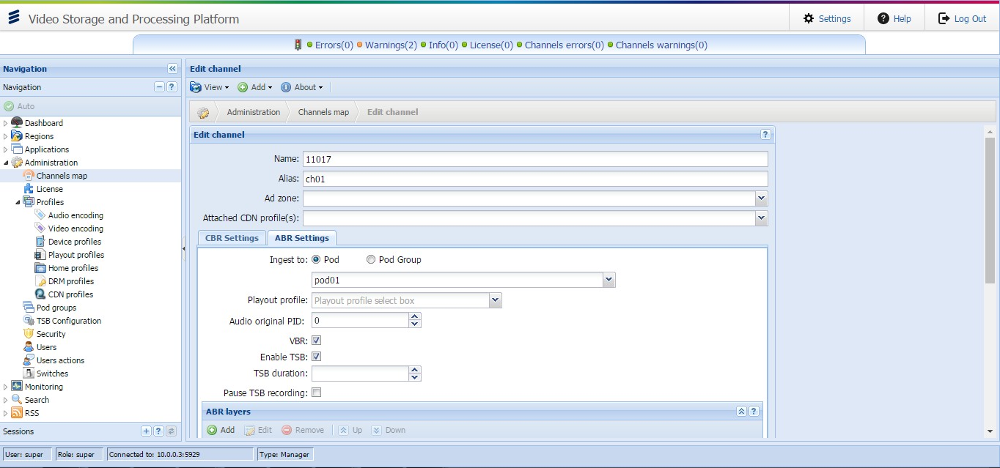 Video Storage and Processing Platform
Settings
Help
Log Out
Errors(0) Warnings(2) Info(0) License(0) Channels errors(0) Channels warnings(0)
Navigation
Navigation
Auto
Dashboard
Regions
Applications
Administration
Channels map
License
Profiles
Audio encoding
Video encoding
Device profiles
Playout profiles
Home profiles
DRM profiles
CDN profiles
Pod groups
TSB Configuration
Security
Users
Users actions
Switches
Monitoring
Search
RSS
Sessions
Edit channel
View Add About
Administration Channels map Edit channel
Edit channel
Name: 11017
Alias: ch01
Ad zone:
Attached CDN profile(s):
CBR Settings ABR Settings
Ingest to: Pod Pod Group
pod01
Playout profile: Playout profile select box
Audio original PID: 0
VBR:
Enable TSB:
TSB duration:
Pause TSB recording:
ABR layers
Add Edit Remove Up Down
User: super Role: super Connected to: 10.0.0.3:5929 Type: Manager